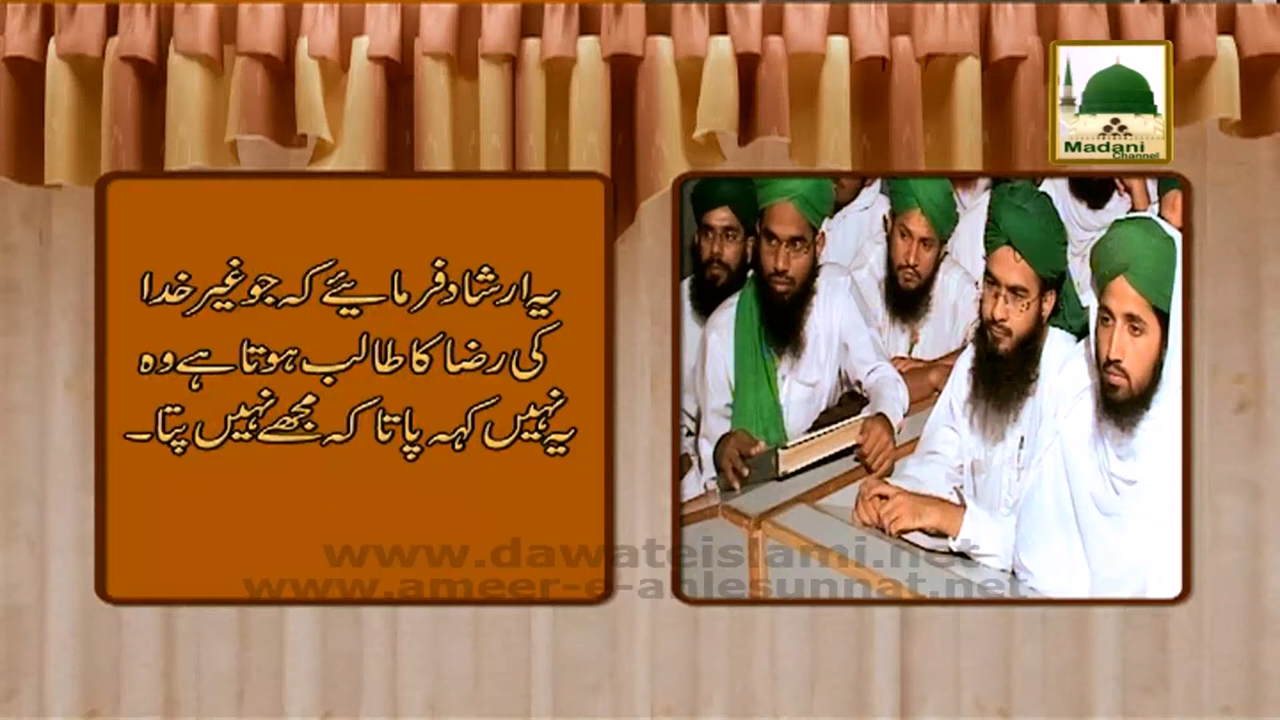 یہ ارشاد فرمائیے کہ جو غیر خدا
کی رضا کا طالب ہوتا ہے وہ
یہ نہیں کہہ پاتا کہ مجھے نہیں پتا۔
Madani
Channel
www.dawateislami.net
www.ameer-e-ahlesunnat.net